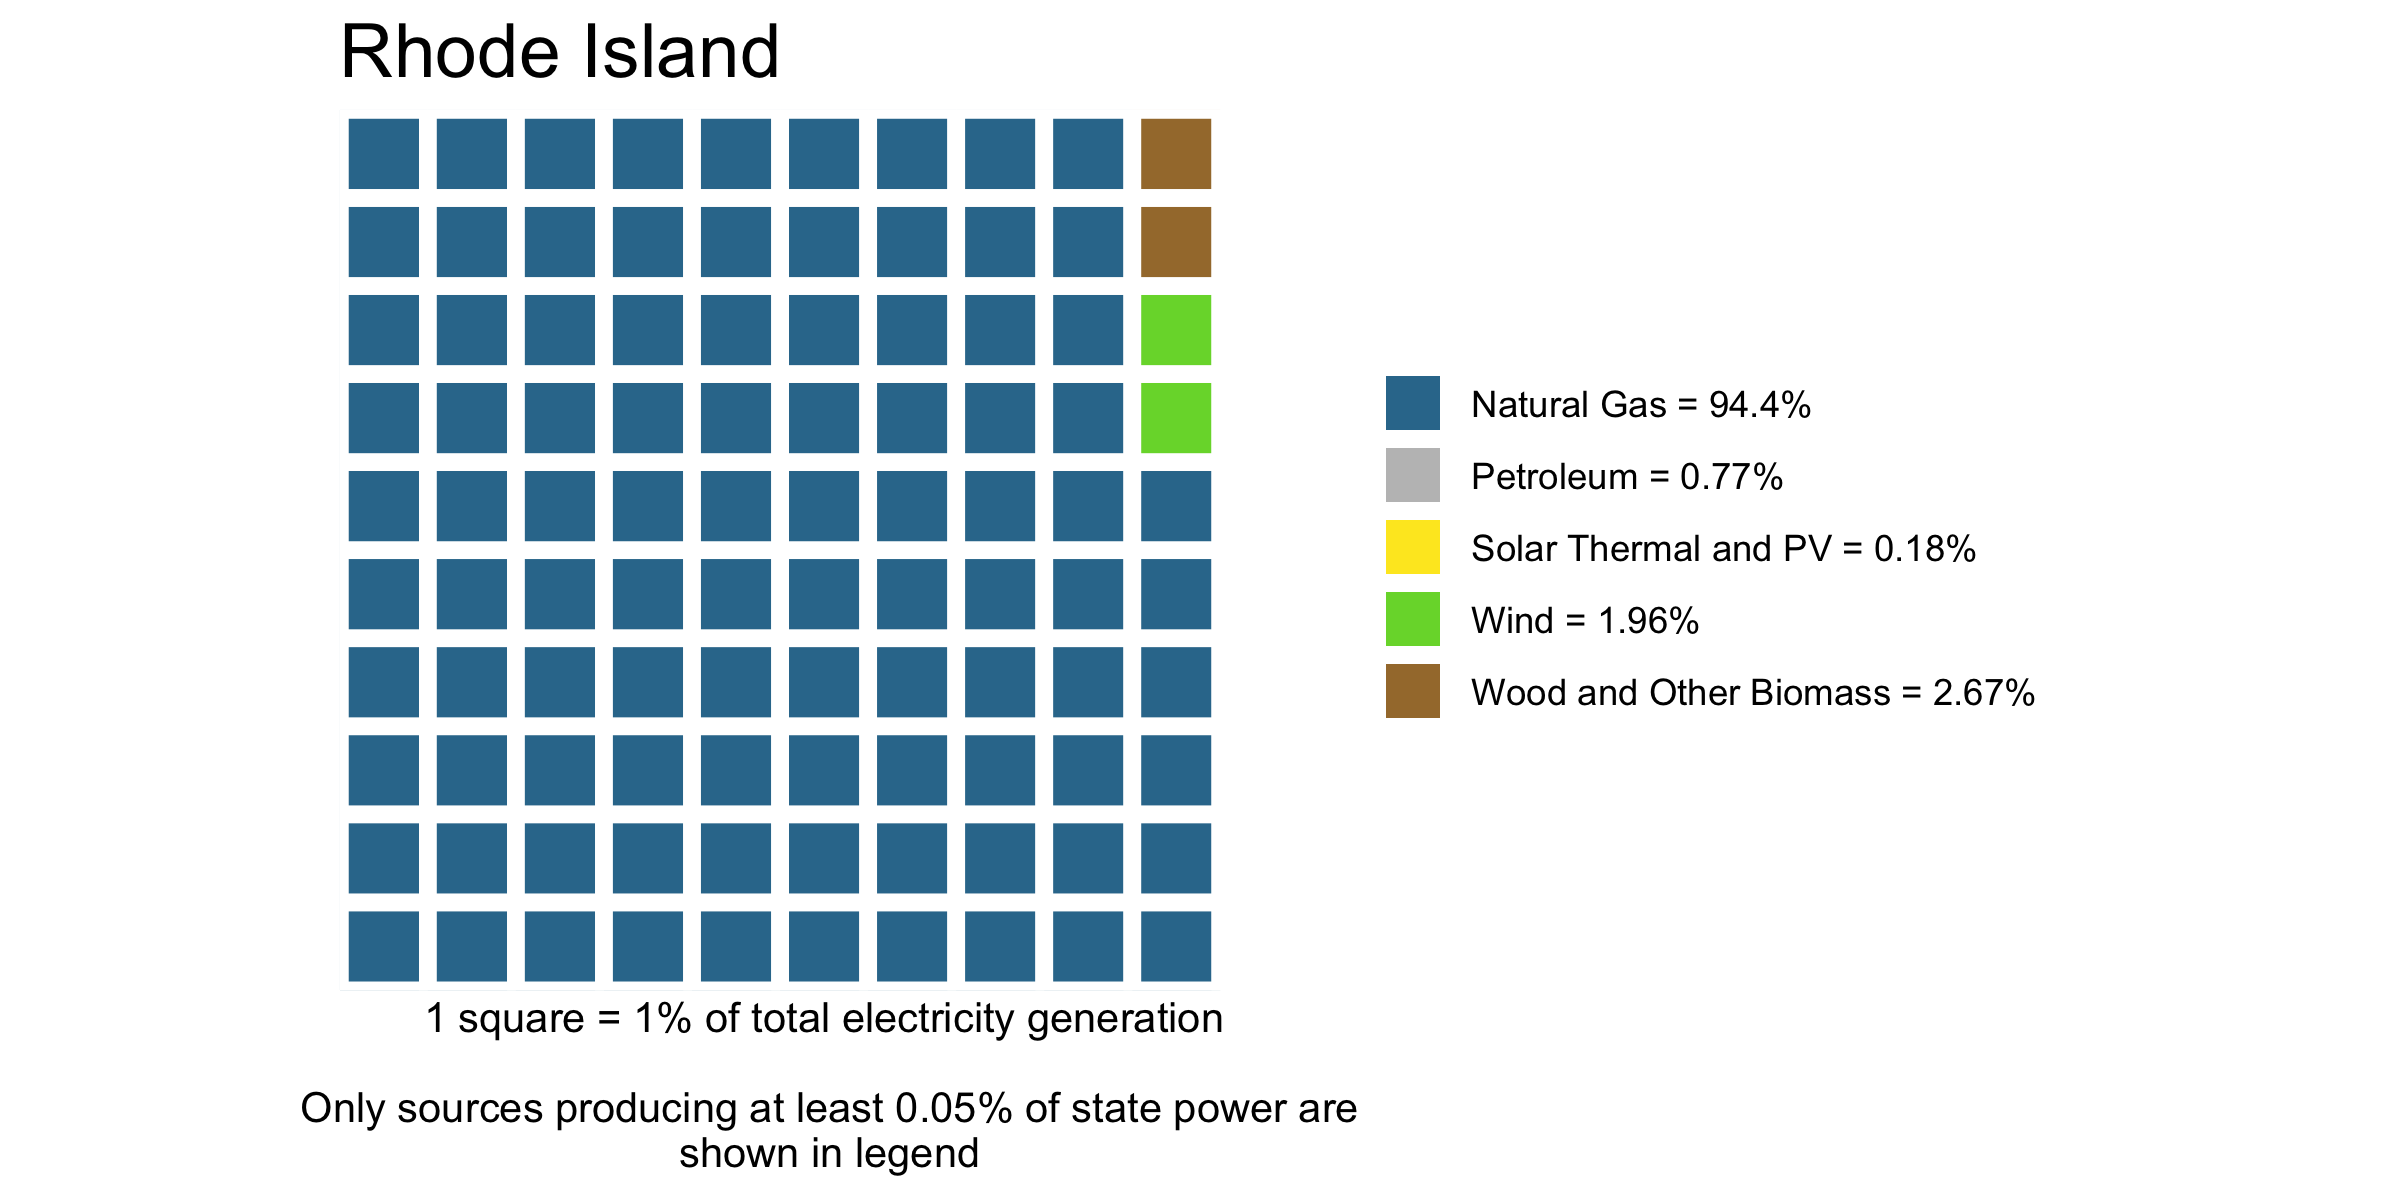 Rhode Island
Natural Gas = 94.4%
Petroleum = 0.77%
Solar Thermal and PV = 0.18%
Wind = 1.96%
Wood and Other Biomass = 2.67%
1 square = 1% of total electricity generation
Only sources producing at least 0.05% of state power are
shown in legend